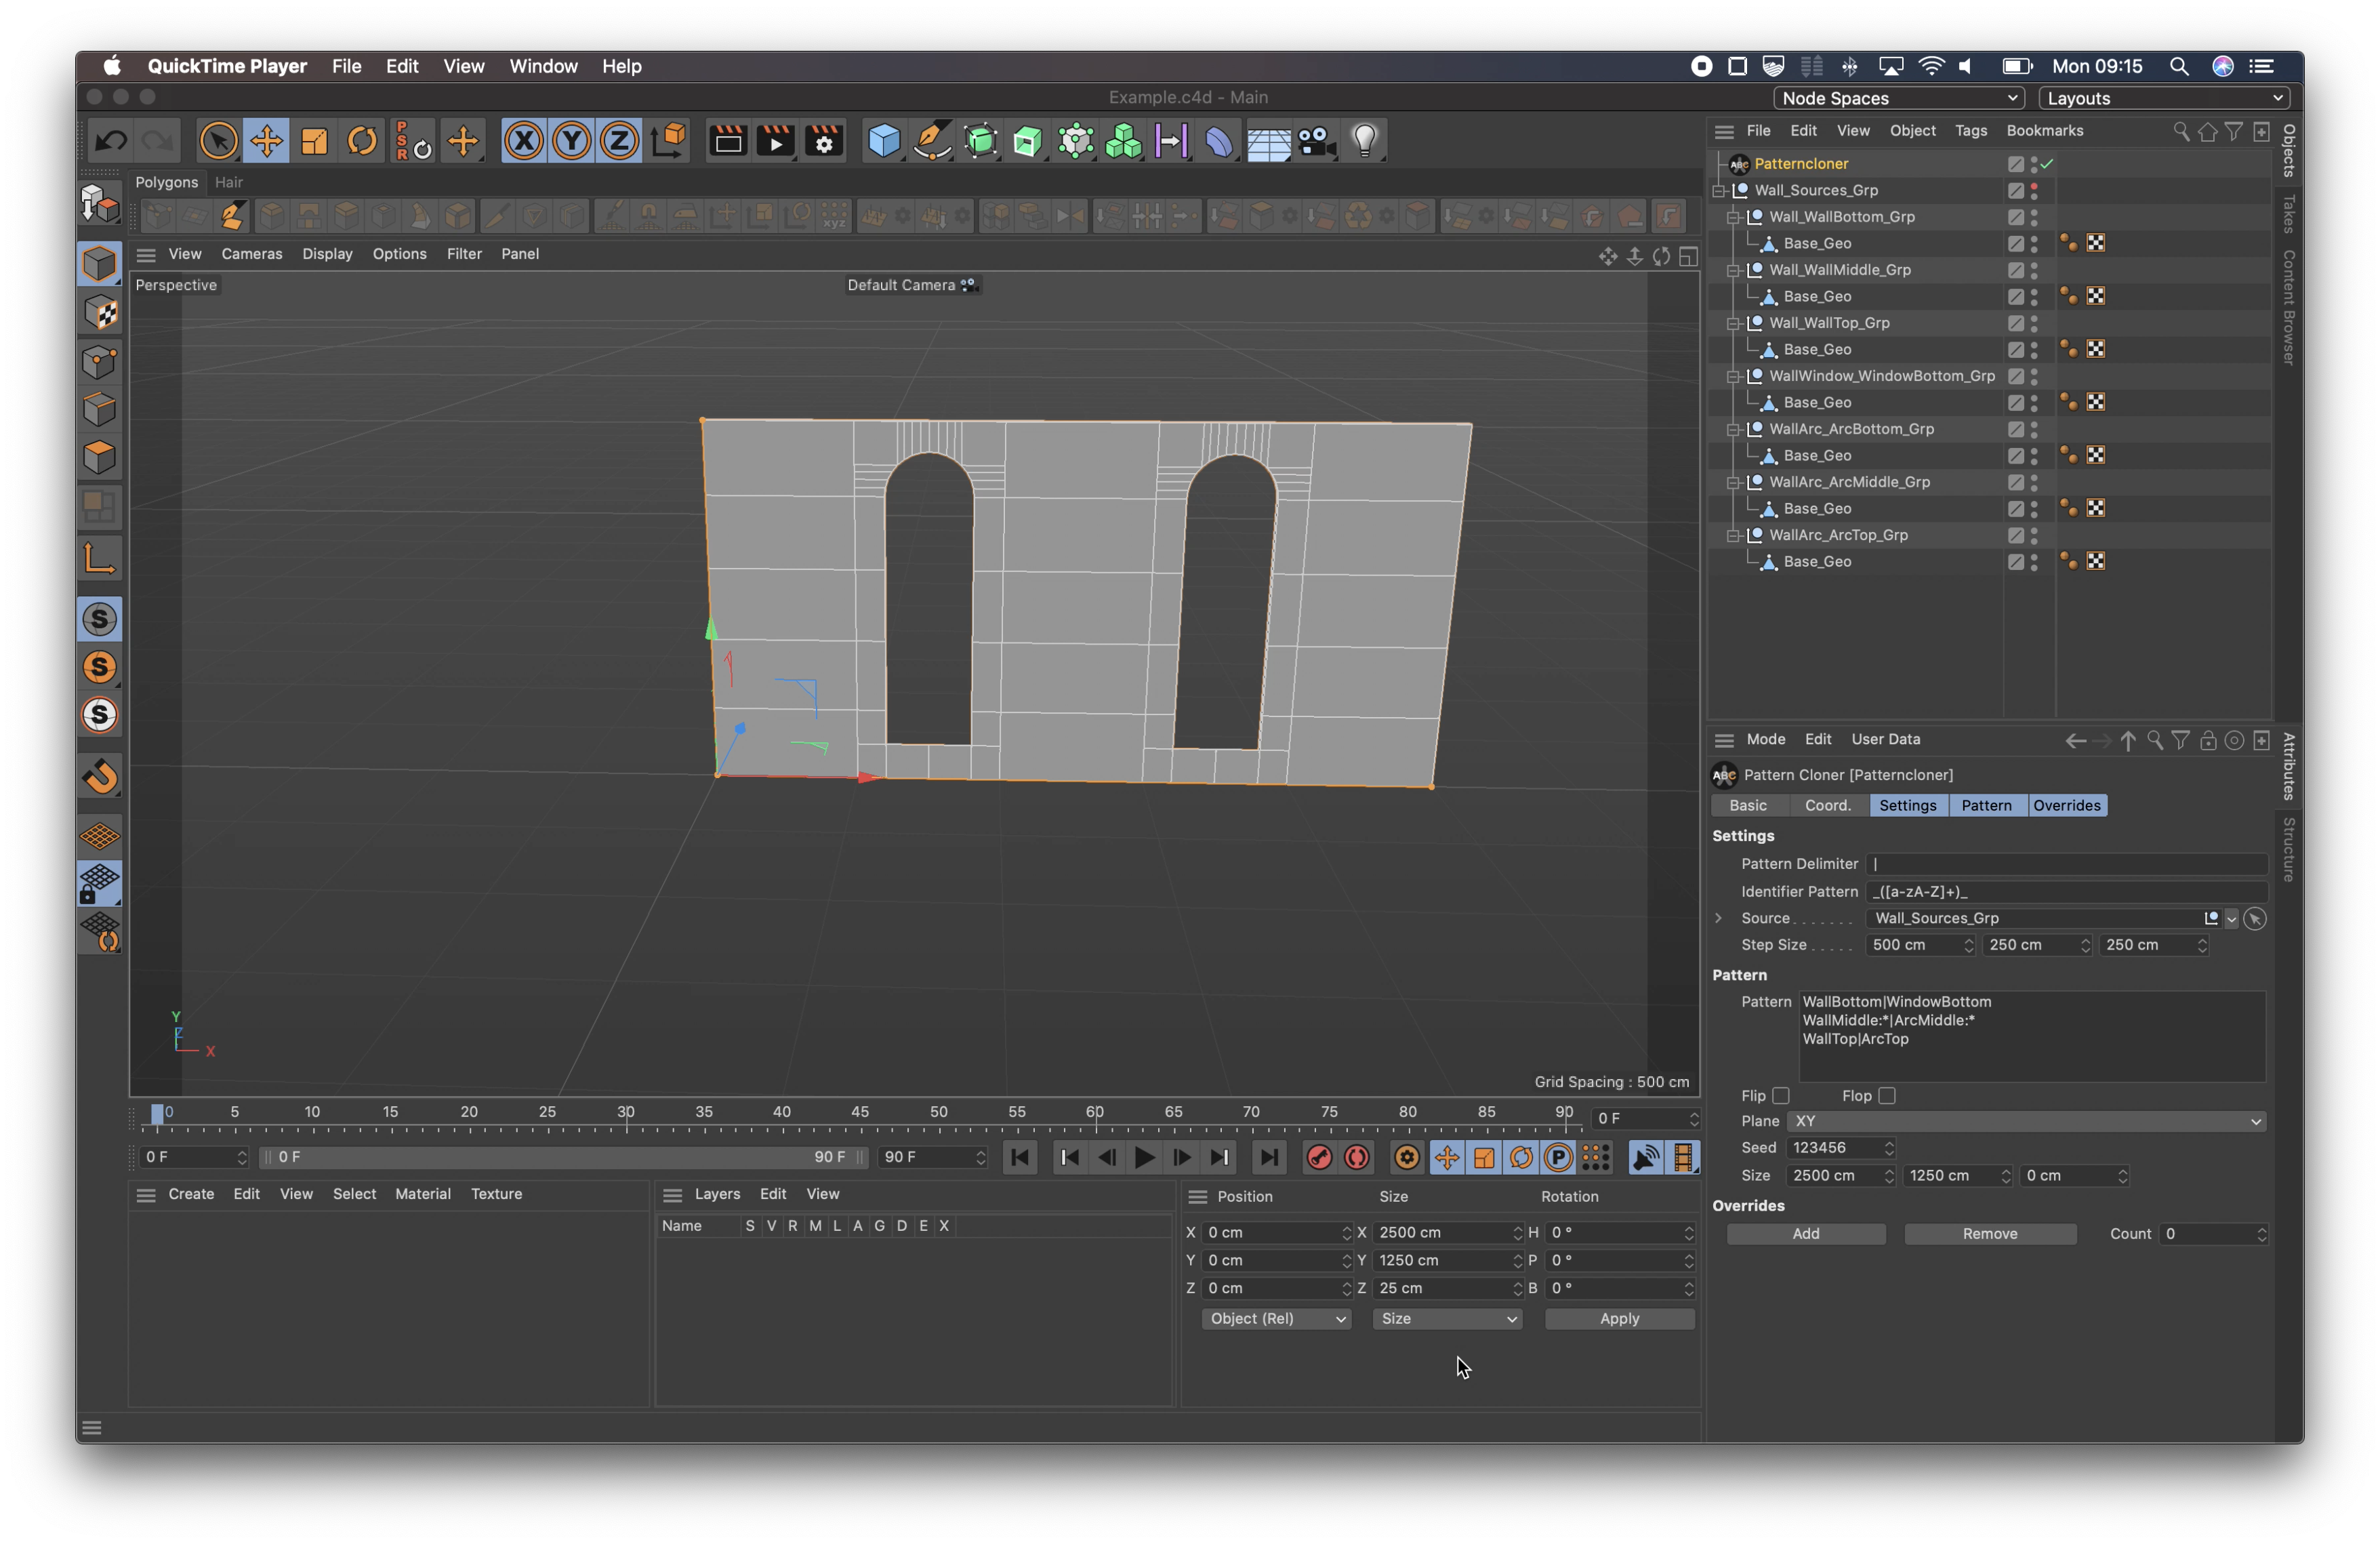 QuickTime Player File Edit View Window Help Mon 09:15
Example.c4d - Main Node Spaces Layouts
PSR X Y Z
File Edit View Object Tags Bookmarks
Objects
Takes
Content Browser
Polygons Hair
xyz
View Cameras Display Options Filter Panel
Perspective
Default Camera
ABC Patterncloner
Wall_Sources_Grp
Wall_WallBottom_Grp
Base_Geo
Wall_WallMiddle_Grp
Base_Geo
Wall_WallTop_Grp
Base_Geo
WallWindow_WindowBottom_Grp
Base_Geo
WallArc_ArcBottom_Grp
Base_Geo
WallArc_ArcMiddle_Grp
Base_Geo
WallArc_ArcTop_Grp
Base_Geo
S
S
S
Y
Z
X
Grid Spacing : 500 cm
Mode Edit User Data
Attributes
Structure
ABC Pattern Cloner [Patterncloner]
Basic Coord. Settings Pattern Overrides
Settings
Pattern Delimiter |
Identifier Pattern _([a-zA-Z]+)_
Source . . . . . . . Wall_Sources_Grp
Step Size . . . . . 500 cm 250 cm 250 cm
Pattern
Pattern WallBottom|WindowBottom
WallMiddle:*|ArcMiddle:*
WallTop|ArcTop
Flip Flop
Plane XY
Seed 123456
Size 2500 cm 1250 cm 0 cm
Overrides
Add Remove Count 0
0 5 10 15 20 25 30 35 40 45 50 55 60 65 70 75 80 85 90 0 F
0 F 0 F 90 F 90 F P
Create Edit View Select Material Texture
Layers Edit View
Name S V R M L A G D E X
Position Size Rotation
X 0 cm X 2500 cm H 0 °
Y 0 cm Y 1250 cm P 0 °
Z 0 cm Z 25 cm B 0 °
Object (Rel) Size Apply